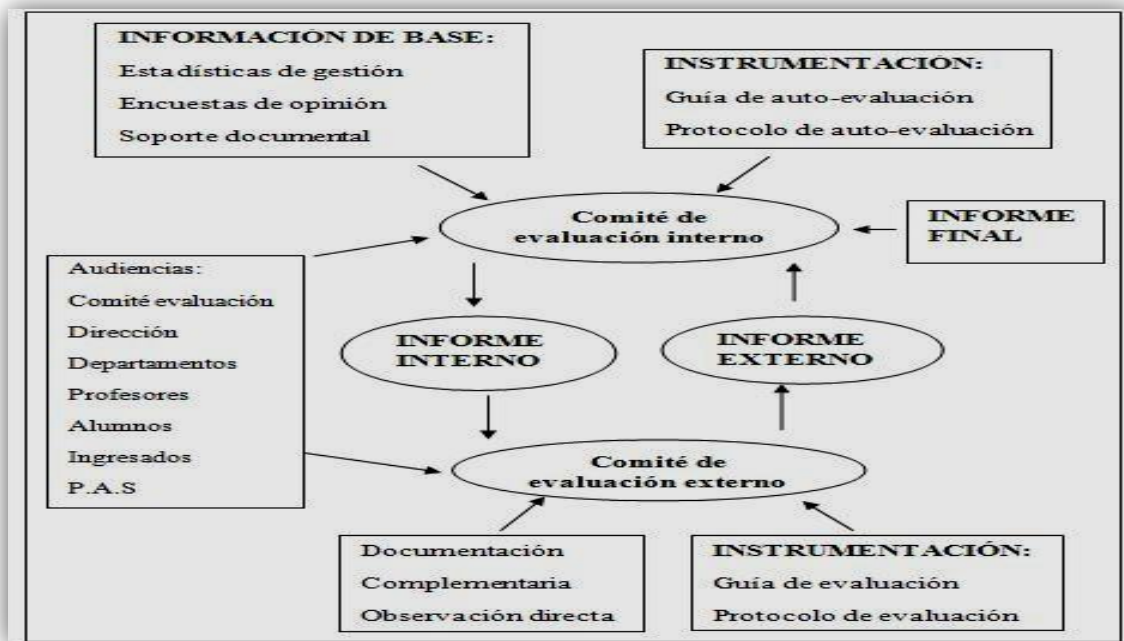 INFORMACIÓN DE BASE:
Estadísticas de gestión
Encuestas de opinión
Soporte documental
INSTRUMENTACIÓN:
Guía de auto-evaluación
Protocolo de auto-evaluación
Comité de
evaluación interno
INFORME
FINAL
Audiencias:
Comité evaluación
Dirección
Departamentos
Profesores
Alumnos
Ingresados
P.A.S
INFORME
INTERNO
INFORME
EXTERNO
Comité de
evaluación externo
Documentación
Complementaria
Observación directa
INSTRUMENTACIÓN:
Guía de evaluación
Protocolo de evaluación